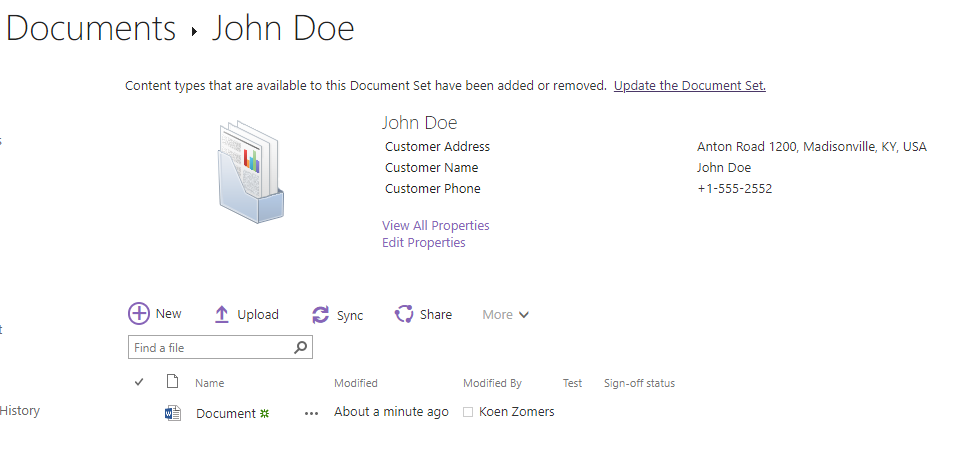 Documents ▸ John Doe
Content types that are available to this Document Set have been added or removed. Update the Document Set.
John Doe
Customer Address Anton Road 1200, Madisonville, KY, USA
Customer Name John Doe
Customer Phone +1-555-2552
View All Properties
Edit Properties
New Upload Sync Share More
Find a file
Name Modified Modified By Test Sign-off status
History
Document About a minute ago Koen Zomers